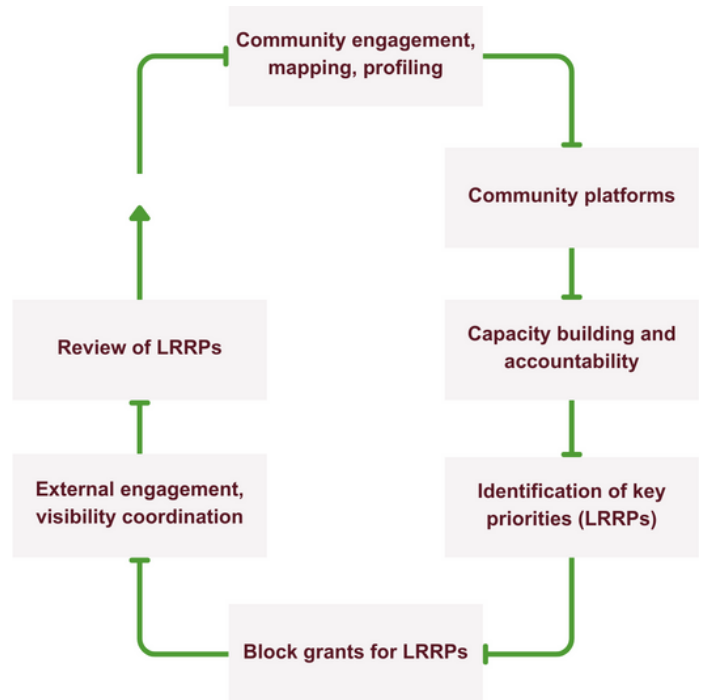 Community engagement,
mapping, profiling
Community platforms
Capacity building and
accountability
Identification of key
priorities (LRRPs)
Block grants for LRRPs
External engagement,
visibility coordination
Review of LRRPs